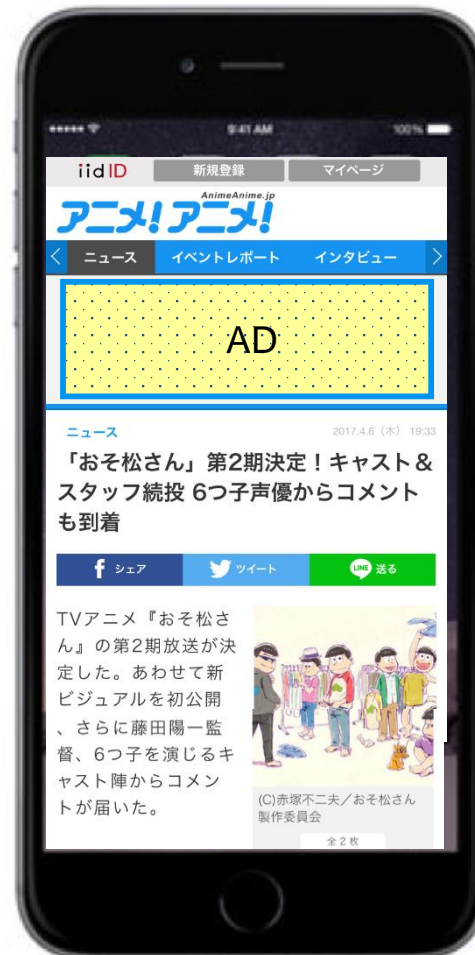 9:41 AM
100%
iid ID
新規登録
マイページ
AnimeAnime.jp
アニメ!アニメ!
ニュース
イベントレポート
インタビュー
AD
ニュース
2017.4.6（木） 19:33
「おそ松さん」第2期決定！キャスト＆
スタッフ続投 6つ子声優からコメント
も到着
f シェア
ツイート
LINE 送る
TVアニメ『おそ松さ
ん』の第2期放送が決
定した。あわせて新
ビジュアルを初公開
、さらに藤田陽一監
督、6つ子を演じるキ
ャスト陣からコメン
トが届いた。
(C)赤塚不二夫／おそ松さん
製作委員会
全 2 枚